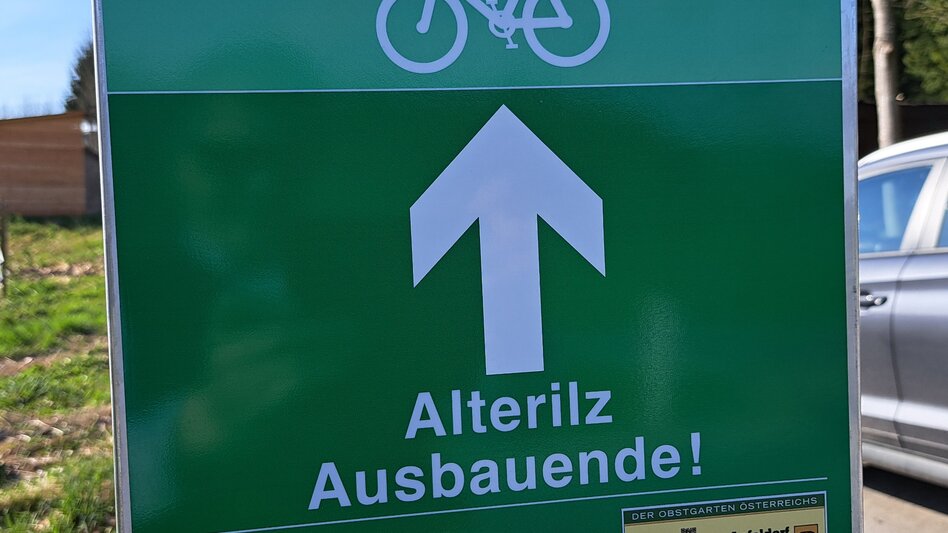 Alterilz
Ausbauende!
DER OBSTGARTEN ÖSTERREICHS